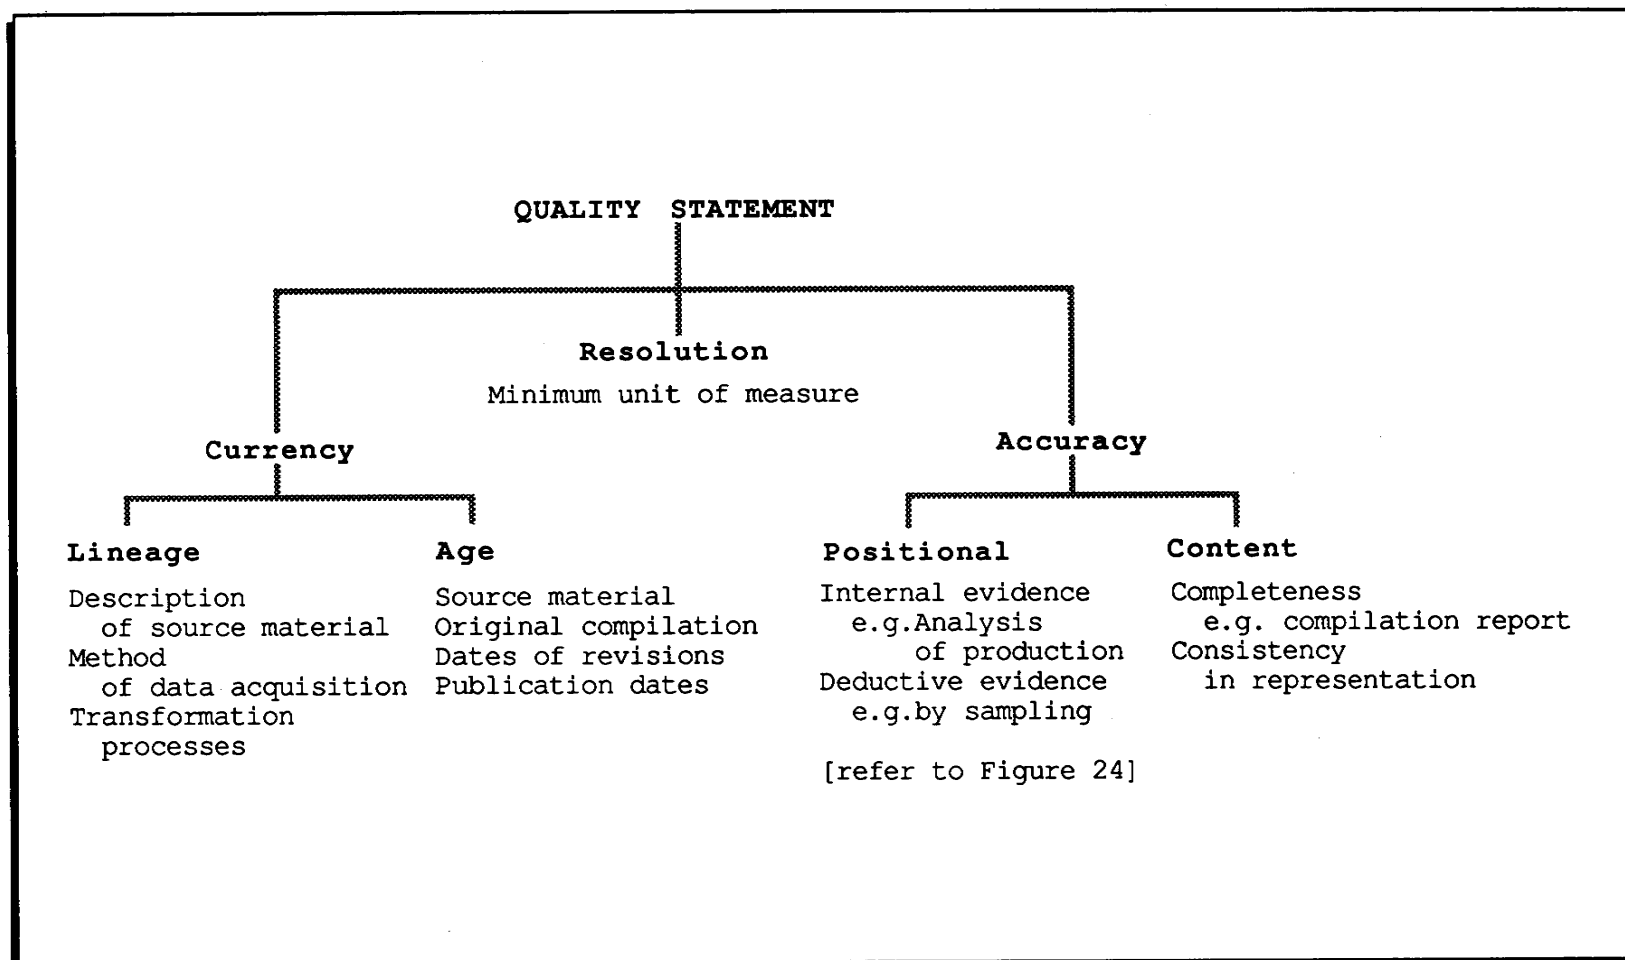 QUALITY STATEMENT
Resolution
Minimum unit of measure
Currency
Accuracy
Lineage
Description
of source material
Method
of data acquisition
Transformation
processes
Age
Source material
Original compilation
Dates of revisions
Publication dates
Positional
Internal evidence
e.g.Analysis
of production
Deductive evidence
e.g.by sampling
[refer to Figure 24]
Content
Completeness
e.g. compilation report
Consistency
in representation